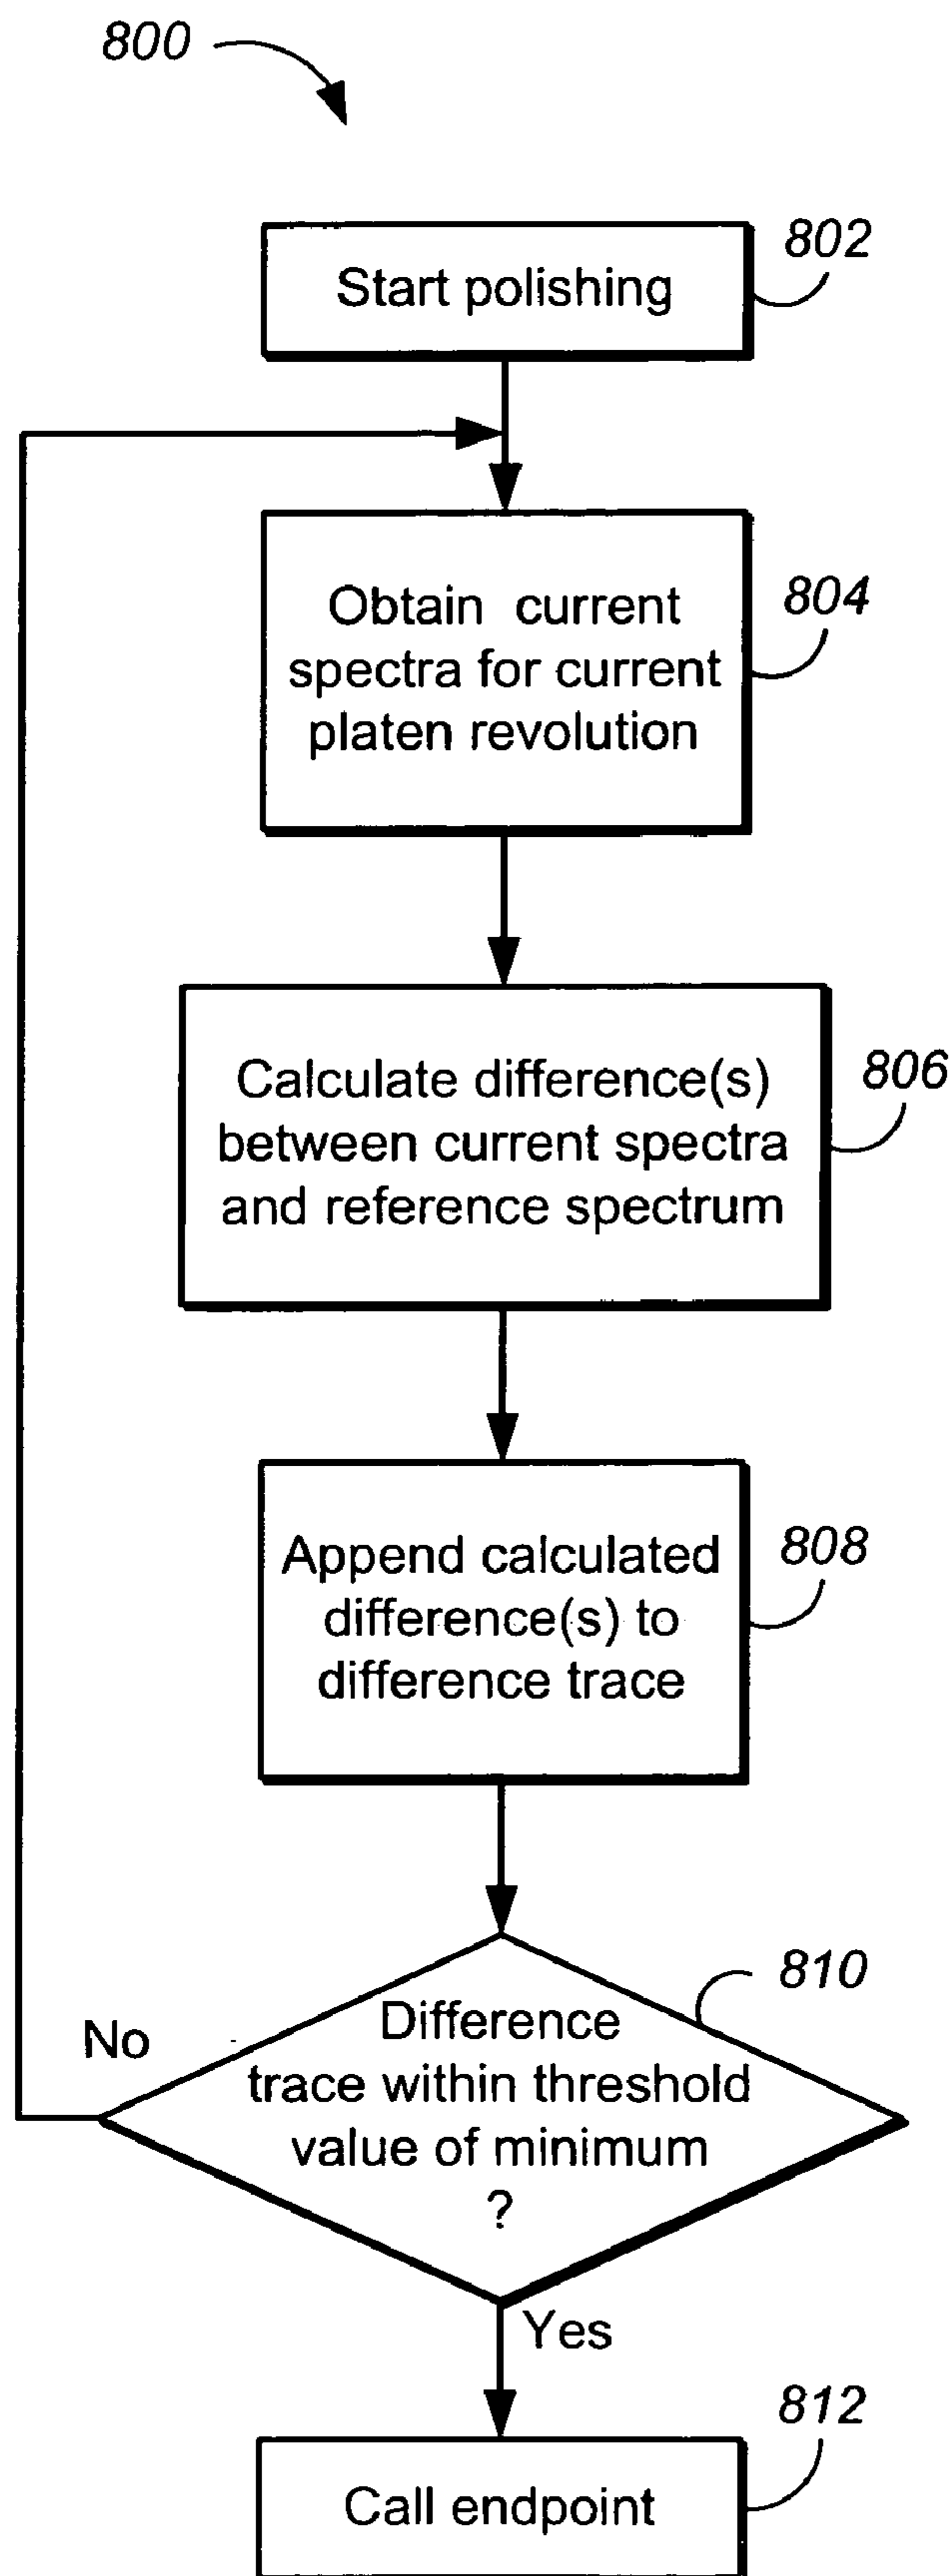 800
802
Start polishing
804
Obtain current
spectra for current
platen revolution
806
Calculate difference(s)
between current spectra
and reference spectrum
808
Append calculated
difference(s) to
difference trace
810
No
Difference
trace within threshold
value of minimum
?
Yes
812
Call endpoint